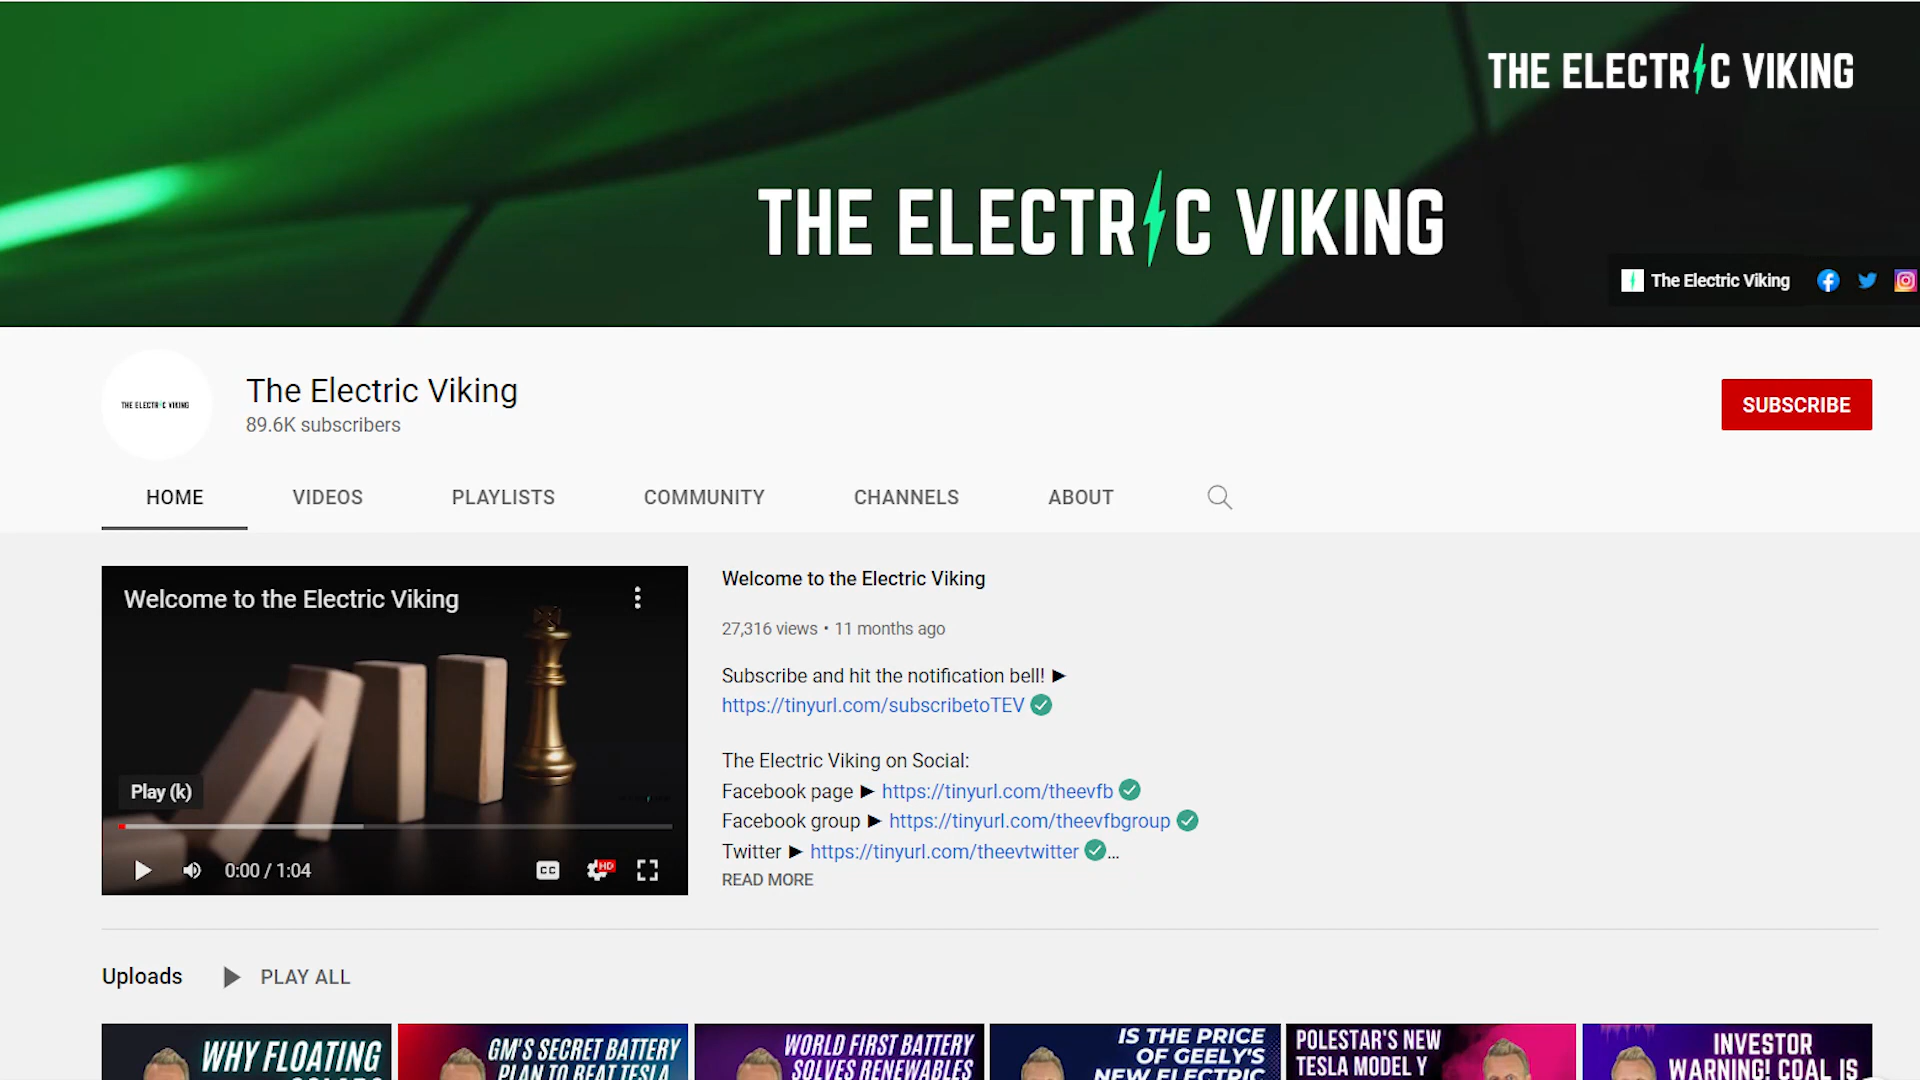 THE ELECTRIC VIKING
THE ELECTRIC VIKING
The Electric Viking
THE ELECTRIC VIKING
The Electric Viking
89.6K subscribers
SUBSCRIBE
HOME VIDEOS PLAYLISTS COMMUNITY CHANNELS ABOUT
Welcome to the Electric Viking
Play (k)
0:00 / 1:04
CC
HD
Welcome to the Electric Viking
27,316 views • 11 months ago
Subscribe and hit the notification bell! ►
https://tinyurl.com/subscribetoTEV
The Electric Viking on Social:
Facebook page ► https://tinyurl.com/theevfb
Facebook group ► https://tinyurl.com/theevfbgroup
Twitter ► https://tinyurl.com/theevtwitter ...
READ MORE
Uploads PLAY ALL
WHY FLOATING
GM'S SECRET BATTERY
PLAN TO BEAT TESLA
WORLD FIRST BATTERY
SOLVES RENEWABLES
IS THE PRICE
OF GEELY'S
NEW ELECTRIC
POLESTAR'S NEW
TESLA MODEL Y
INVESTOR
WARNING! COAL IS